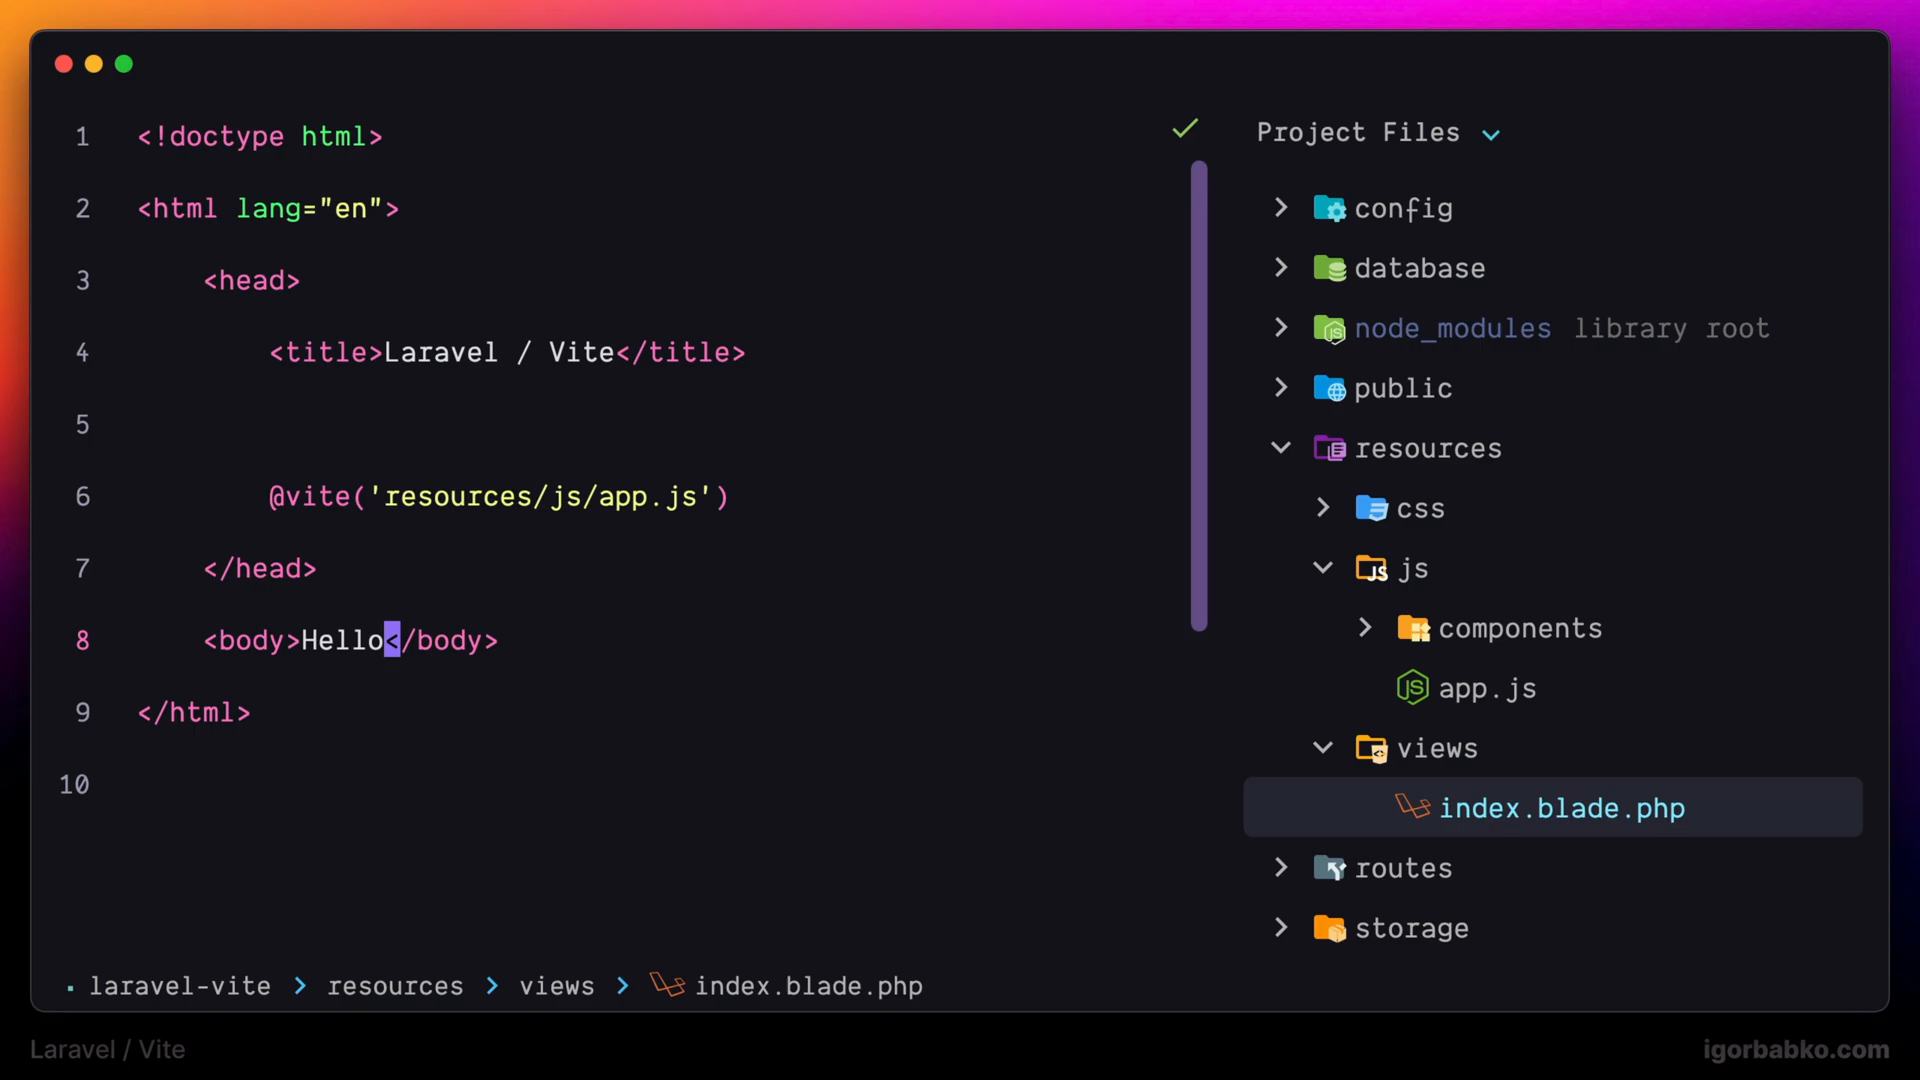 1 <!doctype html>
2 <html lang="en">
3 <head>
4 <title>Laravel / Vite</title>
5
6 @vite('resources/js/app.js')
7 </head>
8 <body>Hello</body>
9 </html>
10
Project Files
config
database
node_modules library root
public
resources
css
js
components
app.js
views
index.blade.php
routes
storage
laravel-vite > resources > views > index.blade.php
Laravel / Vite
igorbabko.com